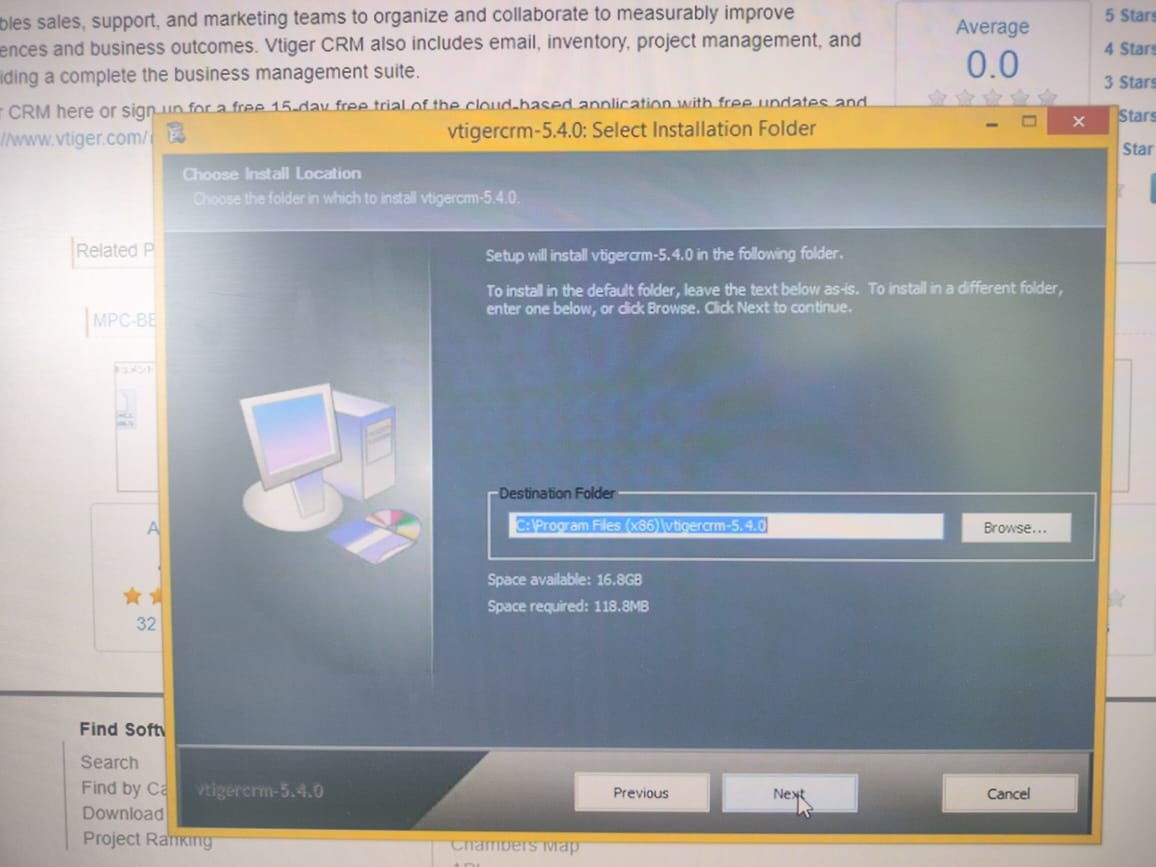 bles sales, support, and marketing teams to organize and collaborate to measurably improve
ences and business outcomes. Vtiger CRM also includes email, inventory, project management, and
iding a complete the business management suite.
r CRM here or sign up for a free 15-day free trial of the cloud-based application with free updates and
//www.vtiger.com/
Average
0.0
5 Stars
4 Stars
3 Stars
Stars
Star
vtigercrm-5.4.0: Select Installation Folder
Choose Install Location
Choose the folder in which to install vtigercrm-5.4.0.
Related P
MPC-BE
32
Setup will install vtigercrm-5.4.0 in the following folder.
To install in the default folder, leave the text below as-is. To install in a different folder,
enter one below, or click Browse. Click Next to continue.
Destination Folder
C:\Program Files (x86)\vtigercrm-5.4.0
Browse...
Space available: 16.8GB
Space required: 118.8MB
Find Softw
Search
Find by Ca
Download
Project Ranking
vtigercrm-5.4.0
Previous
Next
Cancel
Chambers Map